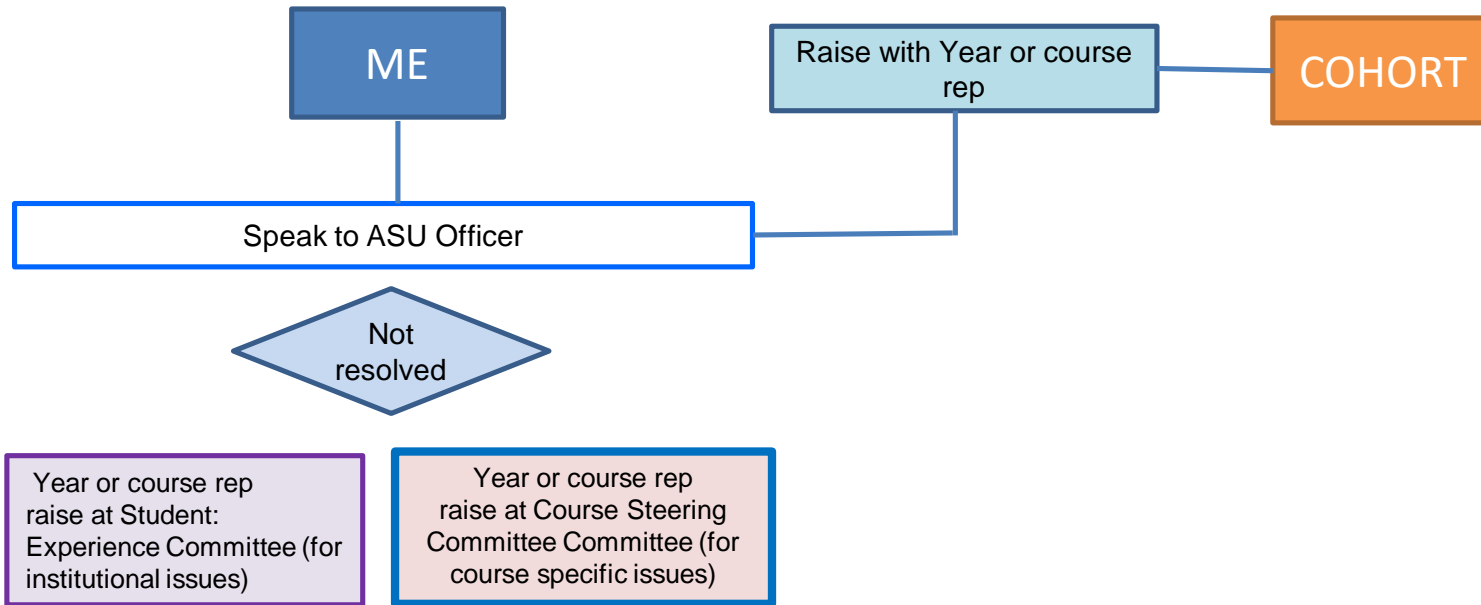 ME
Raise with Year or course
rep
COHORT
Speak to ASU Officer
Not
resolved
Year or course rep
raise at Student:
Experience Committee (for
institutional issues)
Year or course rep
raise at Course Steering
Committee Committee (for
course specific issues)